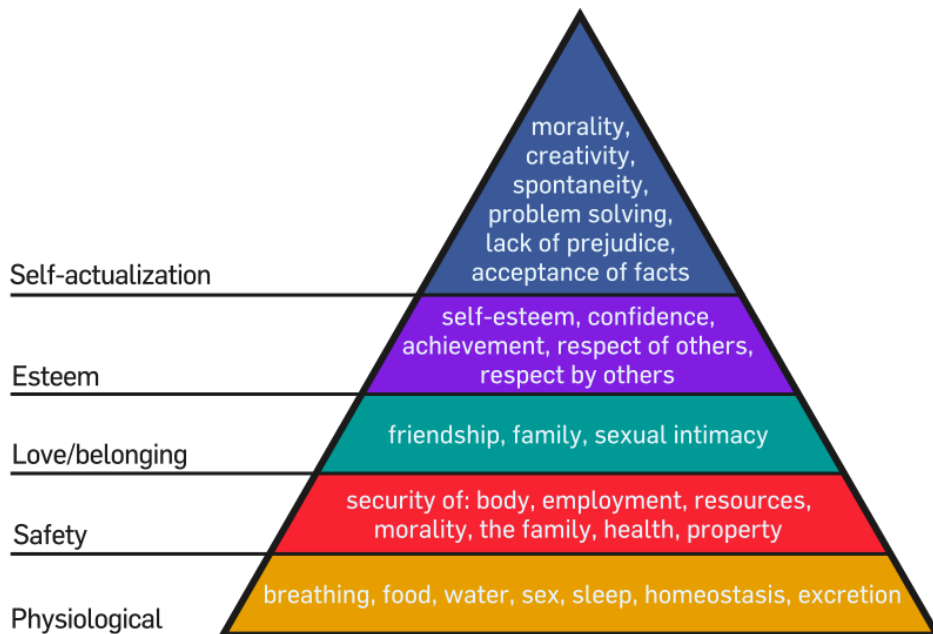 morality,
creativity,
spontaneity,
problem solving,
lack of prejudice,
acceptance of facts
Self-actualization
self-esteem, confidence,
achievement, respect of others,
respect by others
Esteem
friendship, family, sexual intimacy
Love/belonging
security of: body, employment, resources,
morality, the family, health, property
Safety
breathing, food, water, sex, sleep, homeostasis, excretion
Physiological